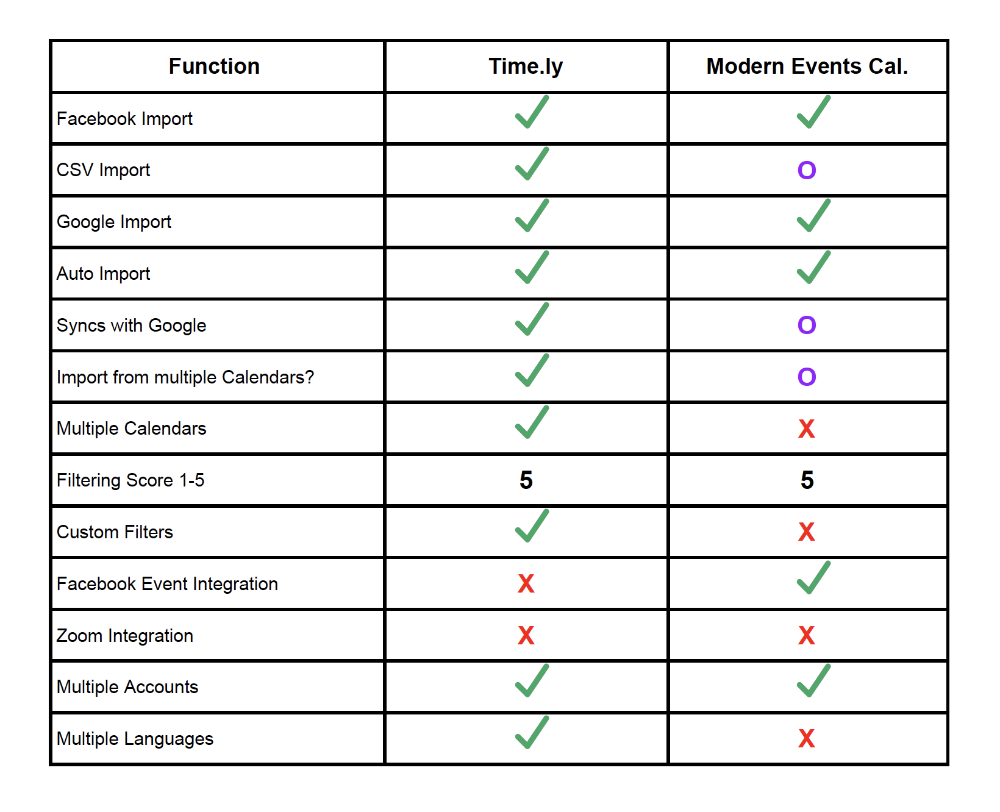 Function Time.ly Modern Events Cal.
Facebook Import ✓ ✓
CSV Import ✓ O
Google Import ✓ ✓
Auto Import ✓ ✓
Syncs with Google ✓ O
Import from multiple Calendars? ✓ O
Multiple Calendars ✓ X
Filtering Score 1-5 5 5
Custom Filters ✓ X
Facebook Event Integration X ✓
Zoom Integration X X
Multiple Accounts ✓ ✓
Multiple Languages ✓ X